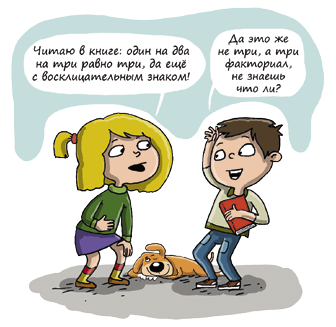 Читаю в книге: один на два
на три равно три, да ещё
с восклицательным знаком!
Да это же
не три, а три
факториал,
не знаешь
что ли?